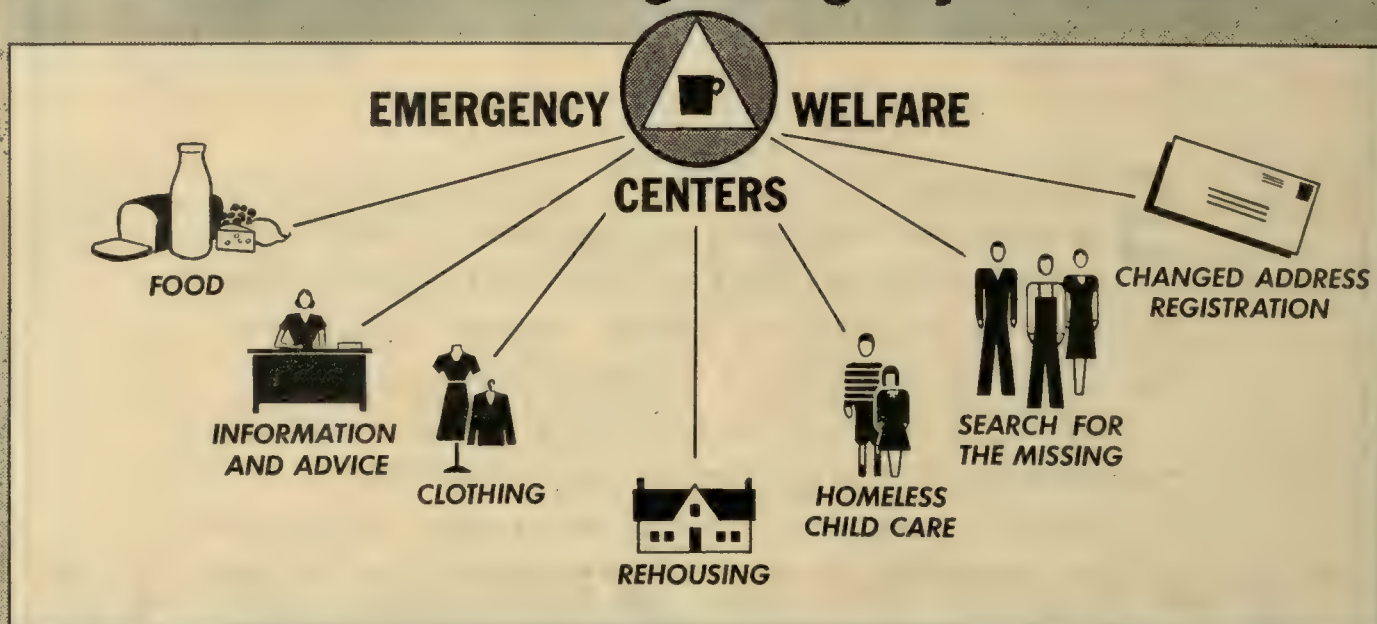 EMERGENCY WELFARE
CENTERS
FOOD
INFORMATION
AND ADVICE
CLOTHING
REHOUSING
HOMELESS
CHILD CARE
SEARCH FOR
THE MISSING
CHANGED ADDRESS
REGISTRATION